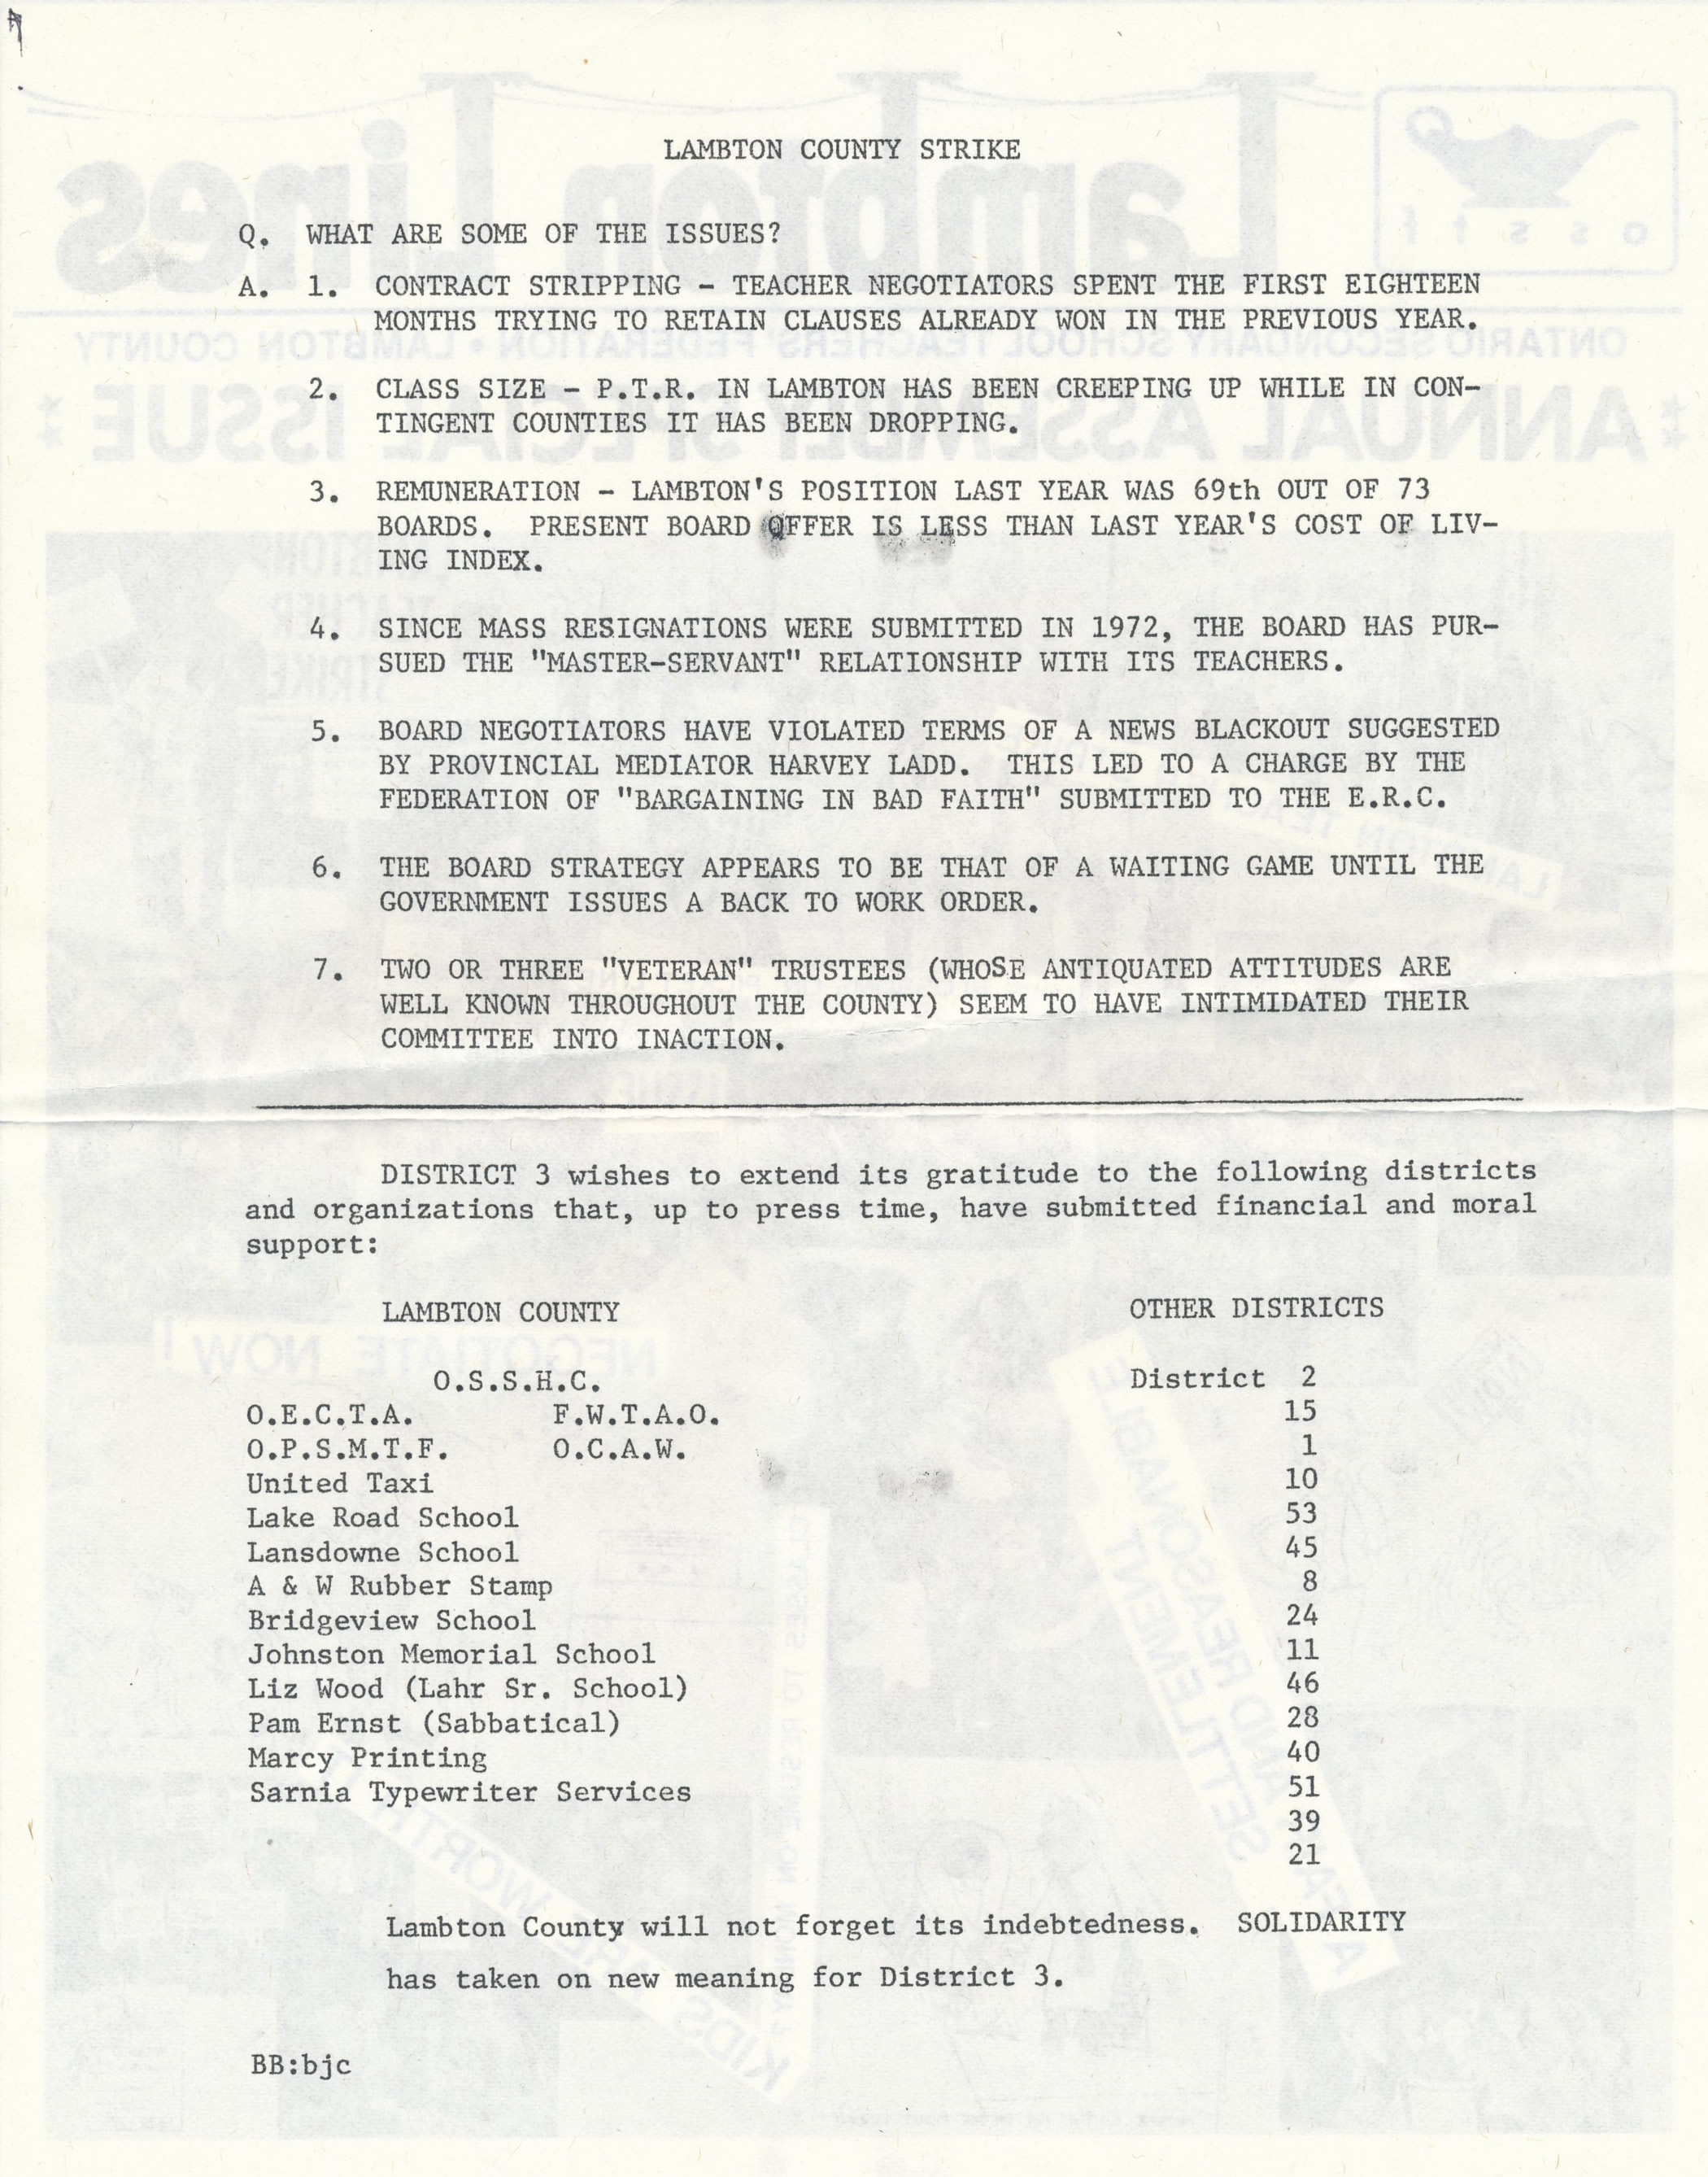 LAMBTON COUNTY STRIKE
Q. WHAT ARE SOME OF THE ISSUES?
A. 1. CONTRACT STRIPPING - TEACHER NEGOTIATORS SPENT THE FIRST EIGHTEEN
MONTHS TRYING TO RETAIN CLAUSES ALREADY WON IN THE PREVIOUS YEAR.
2. CLASS SIZE - P.T.R. IN LAMBTON HAS BEEN CREEPING UP WHILE IN CON-
TINGENT COUNTIES IT HAS BEEN DROPPING.
3. REMUNERATION - LAMBTON'S POSITION LAST YEAR WAS 69th OUT OF 73
BOARDS. PRESENT BOARD OFFER IS LESS THAN LAST YEAR'S COST OF LIV-
ING INDEX.
4. SINCE MASS RESIGNATIONS WERE SUBMITTED IN 1972, THE BOARD HAS PUR-
SUED THE "MASTER-SERVANT" RELATIONSHIP WITH ITS TEACHERS.
5. BOARD NEGOTIATORS HAVE VIOLATED TERMS OF A NEWS BLACKOUT SUGGESTED
BY PROVINCIAL MEDIATOR HARVEY LADD. THIS LED TO A CHARGE BY THE
FEDERATION OF "BARGAINING IN BAD FAITH" SUBMITTED TO THE E.R.C.
6. THE BOARD STRATEGY APPEARS TO BE THAT OF A WAITING GAME UNTIL THE
GOVERNMENT ISSUES A BACK TO WORK ORDER.
7. TWO OR THREE "VETERAN" TRUSTEES (WHOSE ANTIQUATED ATTITUDES ARE
WELL KNOWN THROUGHOUT THE COUNTY) SEEM TO HAVE INTIMIDATED THEIR
COMMITTEE INTO INACTION.
DISTRICT 3 wishes to extend its gratitude to the following districts
and organizations that, up to press time, have submitted financial and moral
support:
LAMBTON COUNTY
O.S.S.H.C.
O.E.C.T.A. F.W.T.A.O.
O.P.S.M.T.F. O.C.A.W.
United Taxi
Lake Road School
Lansdowne School
A & W Rubber Stamp
Bridgeview School
Johnston Memorial School
Liz Wood (Lahr Sr. School)
Pam Ernst (Sabbatical)
Marcy Printing
Sarnia Typewriter Services
OTHER DISTRICTS
District 2
15
1
10
53
45
8
24
11
46
28
40
51
39
21
Lambton County will not forget its indebtedness. SOLIDARITY
has taken on new meaning for District 3.
BB:bjc